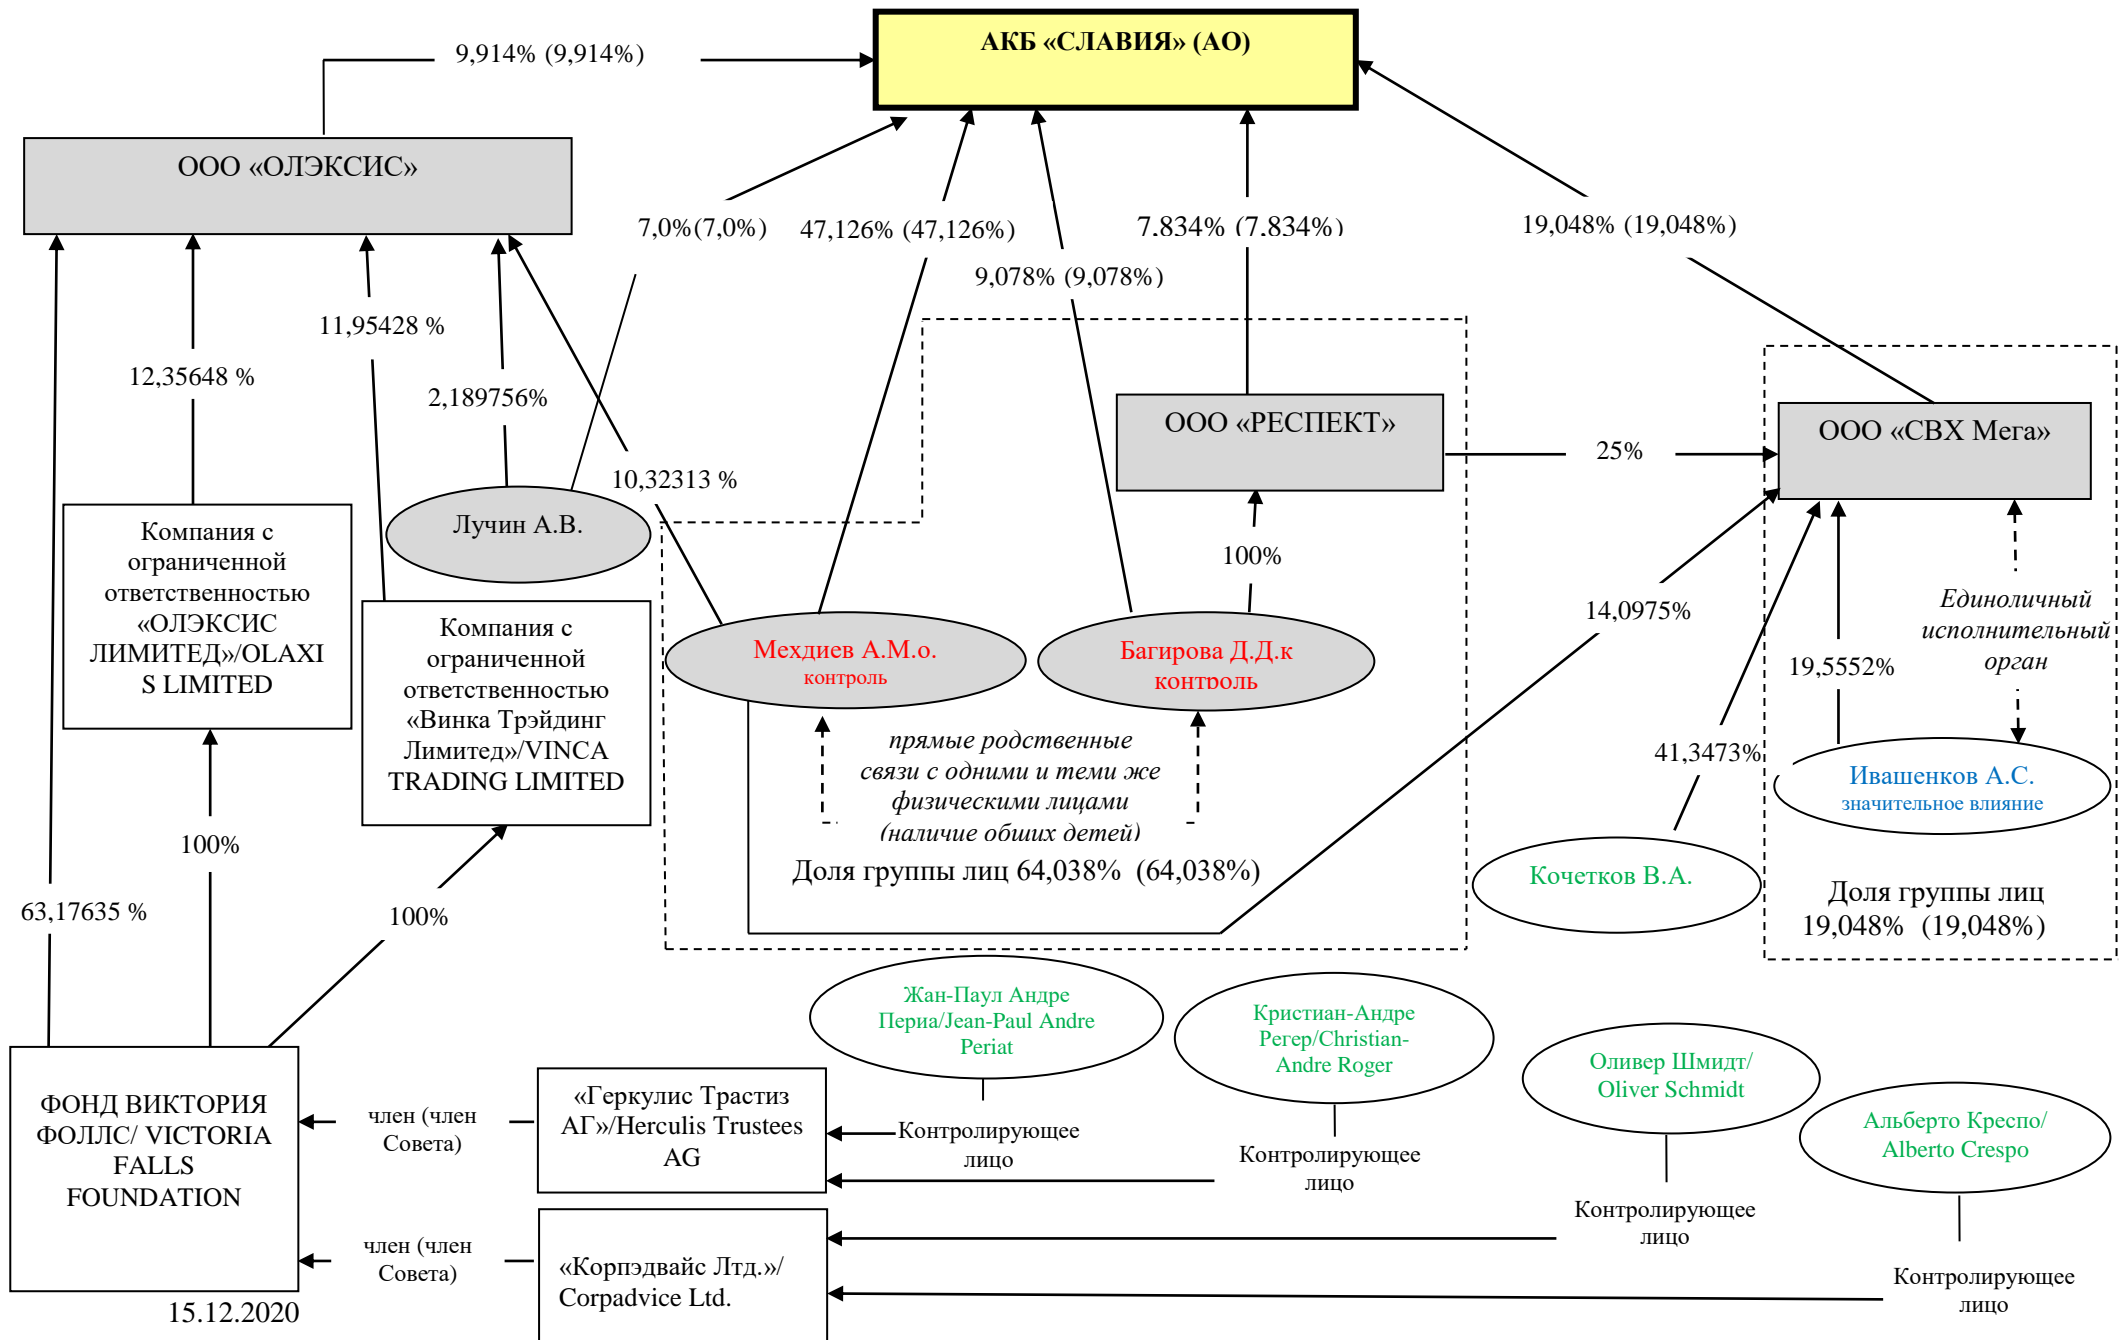 АКБ «СЛАВИЯ» (АО)
9,914% (9,914%)
ООО «ОЛЭКСИС»
7,0%(7,0%)
47,126% (47,126%)
7,834% (7,834%)
19,048% (19,048%)
9,078% (9,078%)
11,95428 %
12,35648 %
2,189756%
ООО «РЕСПЕКТ»
25%
ООО «СВХ Мега»
10,32313 %
Лучин А.В.
Компания с
ограниченной
ответственностью
«ОЛЭКСИС
ЛИМИТЕД»/OLAXI
S LIMITED
100%
14,0975%
Единоличный
исполнительный
орган
Компания с
ограниченной
ответственностью
«Винка Трэйдинг
Лимитед»/VINCA
TRADING LIMITED
Мехдиев А.М.о.
контроль
Багирова Д.Д.к
контроль
19,5552%
прямые родственные
связи с одними и теми же
физическими лицами
(наличие обших детей)
41,3473%
Ивашенков А.С.
значительное влияние
100%
Доля группы лиц 64,038%  (64,038%)
Кочетков В.А.
Доля группы лиц
19,048%  (19,048%)
63,17635 %
100%
Жан-Паул Андре
Периа/Jean-Paul Andre
Periat
Кристиан-Андре
Регер/Christian-
Andre Roger
Оливер Шмидт/
Oliver Schmidt
Альберто Креспо/
Alberto Crespo
ФОНД ВИКТОРИЯ
ФОЛЛС/ VICTORIA
FALLS
FOUNDATION
член (член
Совета)
«Геркулис Трастиз
АГ»/Herculis Trustees
AG
Контролирующее
лицо
Контролирующее
лицо
Контролирующее
лицо
член (член
Совета)
«Корпэдвайс Лтд.»/
Corpadvice Ltd.
Контролирующее
лицо
15.12.2020